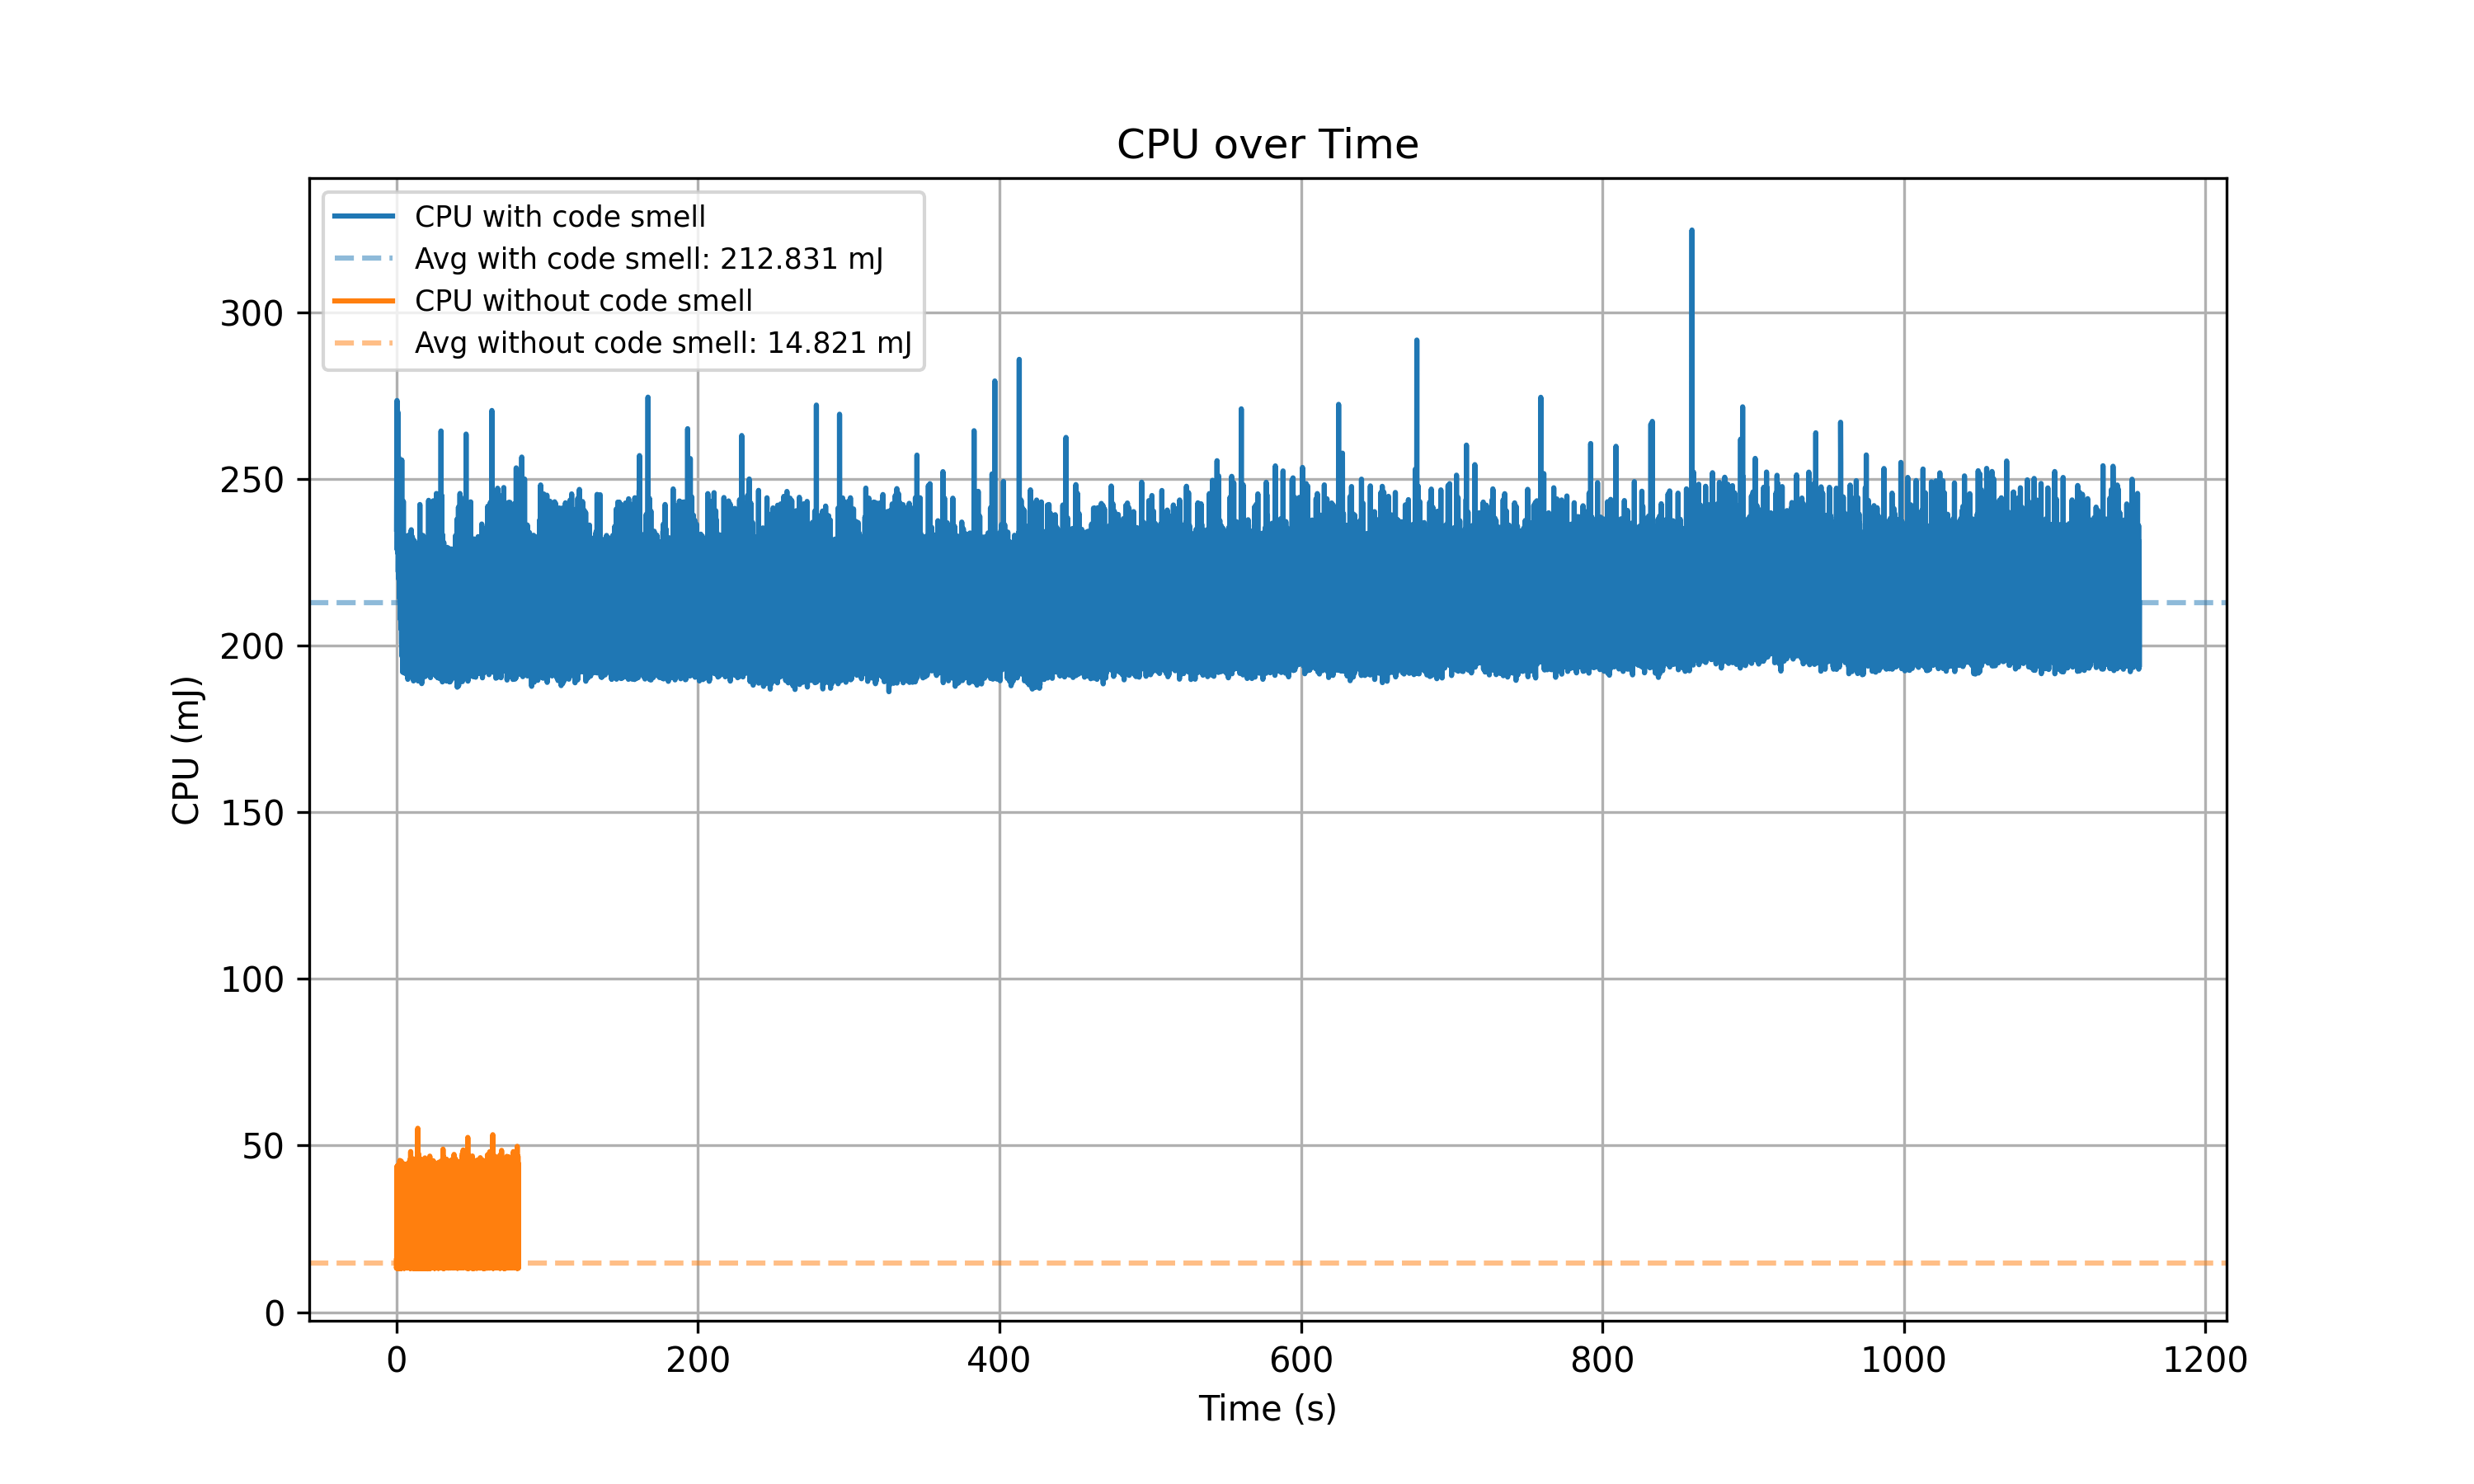 CPU over Time
CPU with code smell
Avg with code smell: 212.831 mJ
CPU without code smell
Avg without code smell: 14.821 mJ
300
250
200
150
100
50
0
CPU (mJ)
0 200 400 600 800 1000 1200
Time (s)